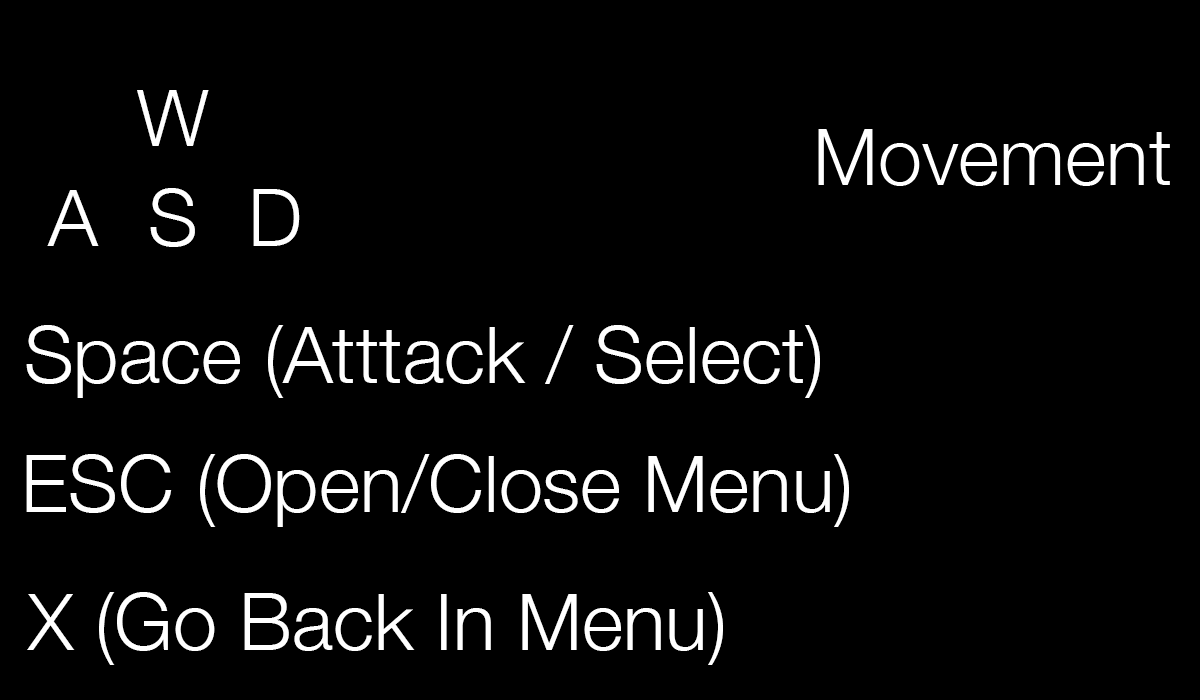 W
Movement
A S D
Space (Atttack / Select)
ESC (Open/Close Menu)
X (Go Back In Menu)